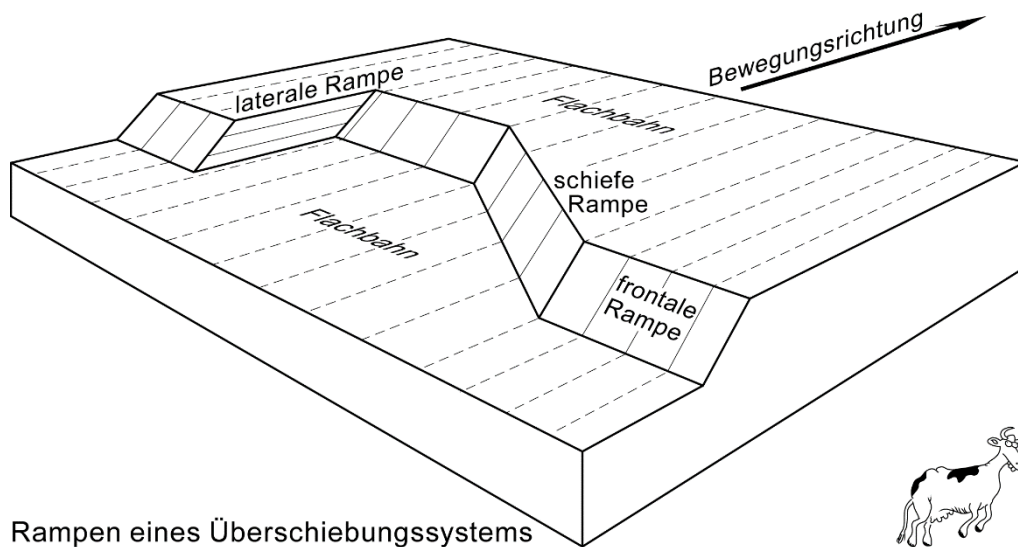 Bewegungsrichtung
laterale Rampe
Flachbahn
schiefe
Rampe
Flachbahn
frontale
Rampe
Rampen eines Überschiebungssystems